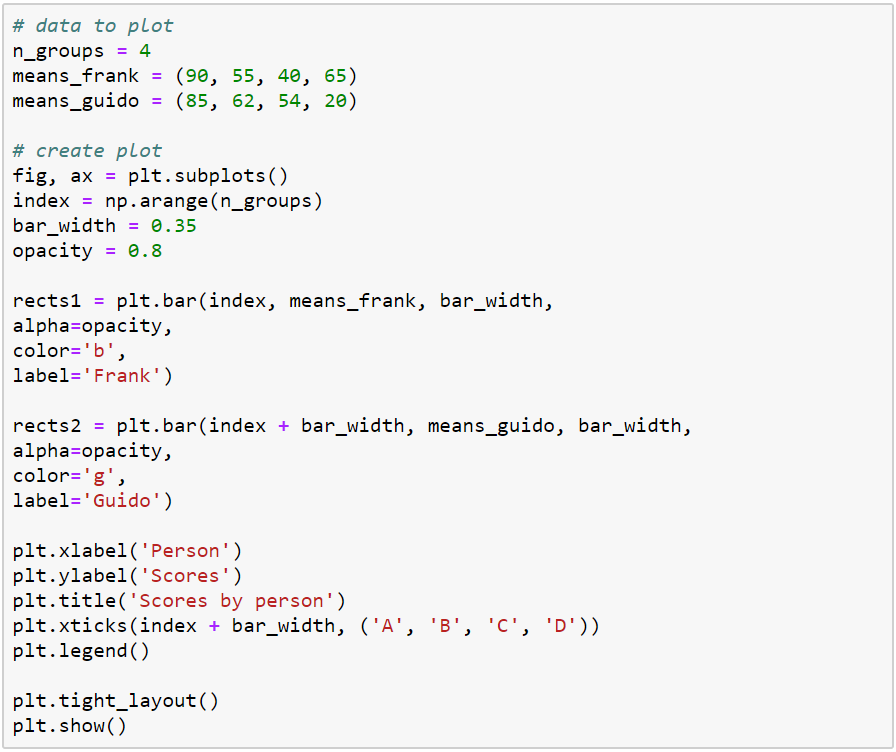 # data to plot
n_groups = 4
means_frank = (90, 55, 40, 65)
means_guido = (85, 62, 54, 20)
# create plot
fig, ax = plt.subplots()
index = np.arange(n_groups)
bar_width = 0.35
opacity = 0.8
rects1 = plt.bar(index, means_frank, bar_width,
alpha=opacity,
color='b',
label='Frank')
rects2 = plt.bar(index + bar_width, means_guido, bar_width,
alpha=opacity,
color='g',
label='Guido')
plt.xlabel('Person')
plt.ylabel('Scores')
plt.title('Scores by person')
plt.xticks(index + bar_width, ('A', 'B', 'C', 'D'))
plt.legend()
plt.tight_layout()
plt.show()